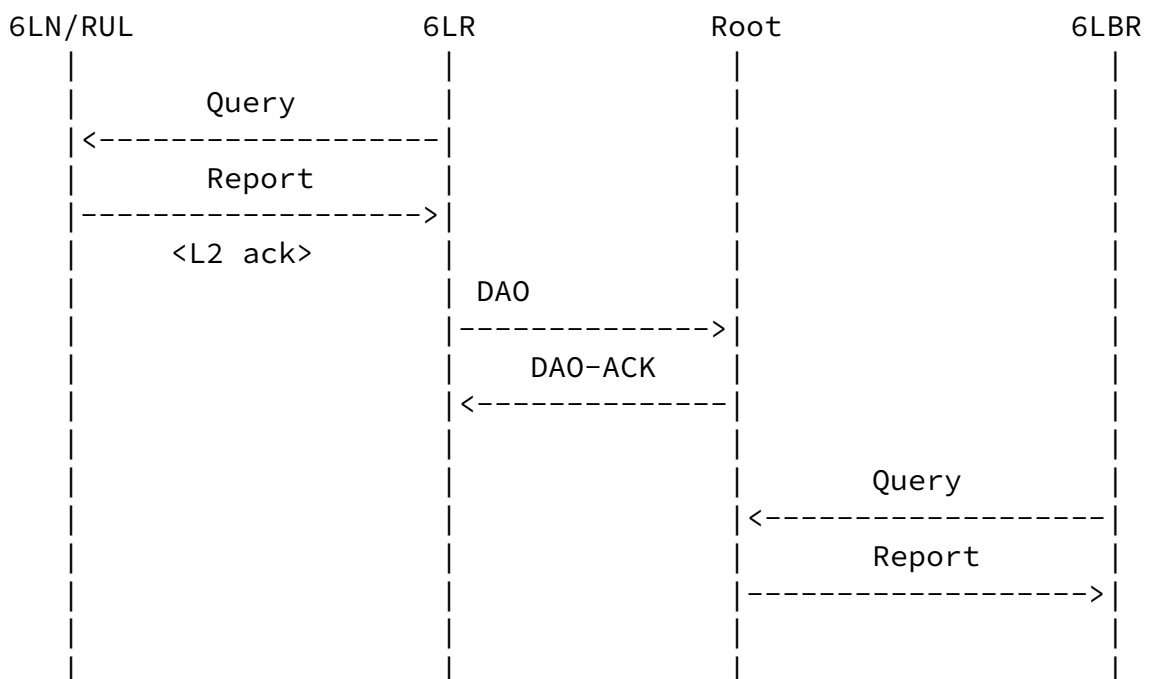 6LN/RUL 6LR Root 6LBR
Query
Report
<L2 ack>
DAO
DAO-ACK
Query
Report